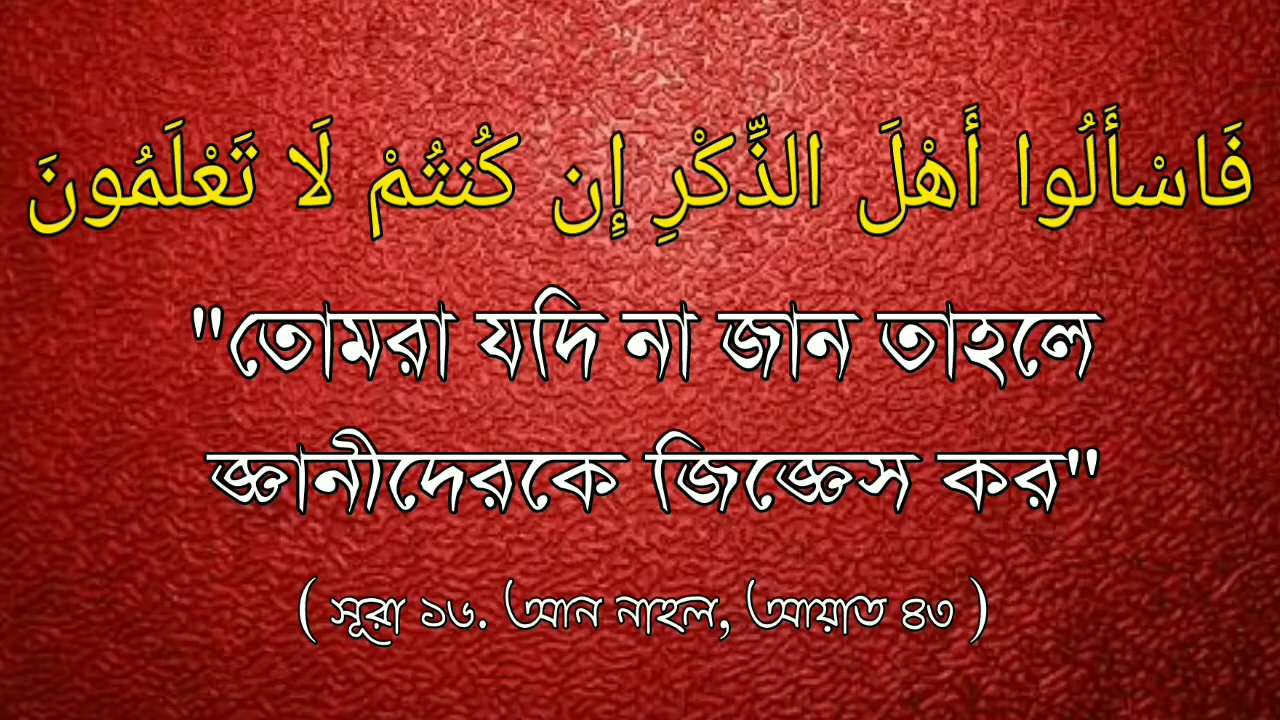 فَاسْأَلُوا أَهْلَ الذِّكْرِ إِن كُنتُمْ لَا تَعْلَمُونَ
"তোমরা যদি না জান তাহলে
জ্ঞানীদেরকে জিজ্ঞেস কর"
( সূরা ১৬. আন নাহল, আয়াত ৪৩ )